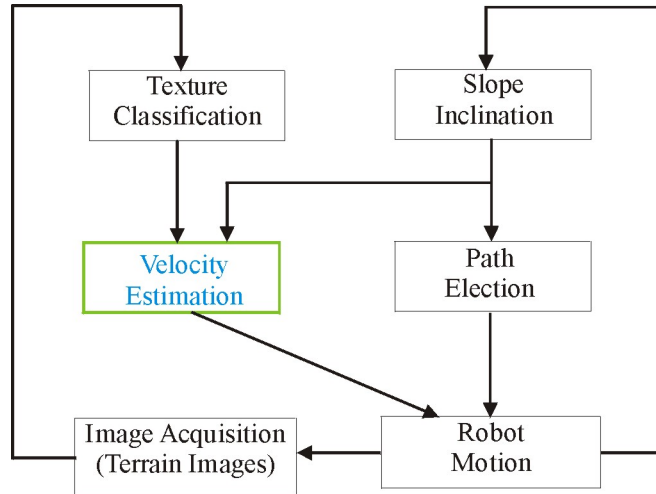 Texture
Classification
Slope
Inclination
Velocity
Estimation
Path
Election
Image Acquisition
(Terrain Images)
Robot
Motion